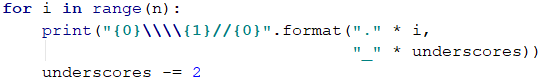 for i in range(n):
    print("{0}\\\\{1}//{0}".format("." * i,
                                   "_" * underscores))
    underscores -= 2